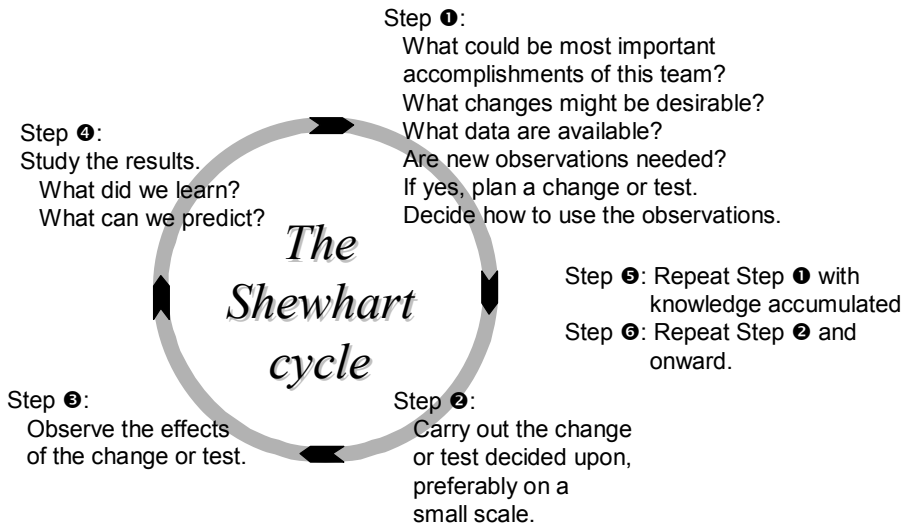 Step ❶:
What could be most important
accomplishments of this team?
What changes might be desirable?
What data are available?
Are new observations needed?
If yes, plan a change or test.
Decide how to use the observations.
Step ❹:
Study the results.
What did we learn?
What can we predict?
The
Shewhart
cycle
Step ❺: Repeat Step ❶ with
knowledge accumulated
Step ❻: Repeat Step ❷ and
onward.
Step ❸:
Observe the effects
of the change or test.
Step ❷:
Carry out the change
or test decided upon,
preferably on a
small scale.